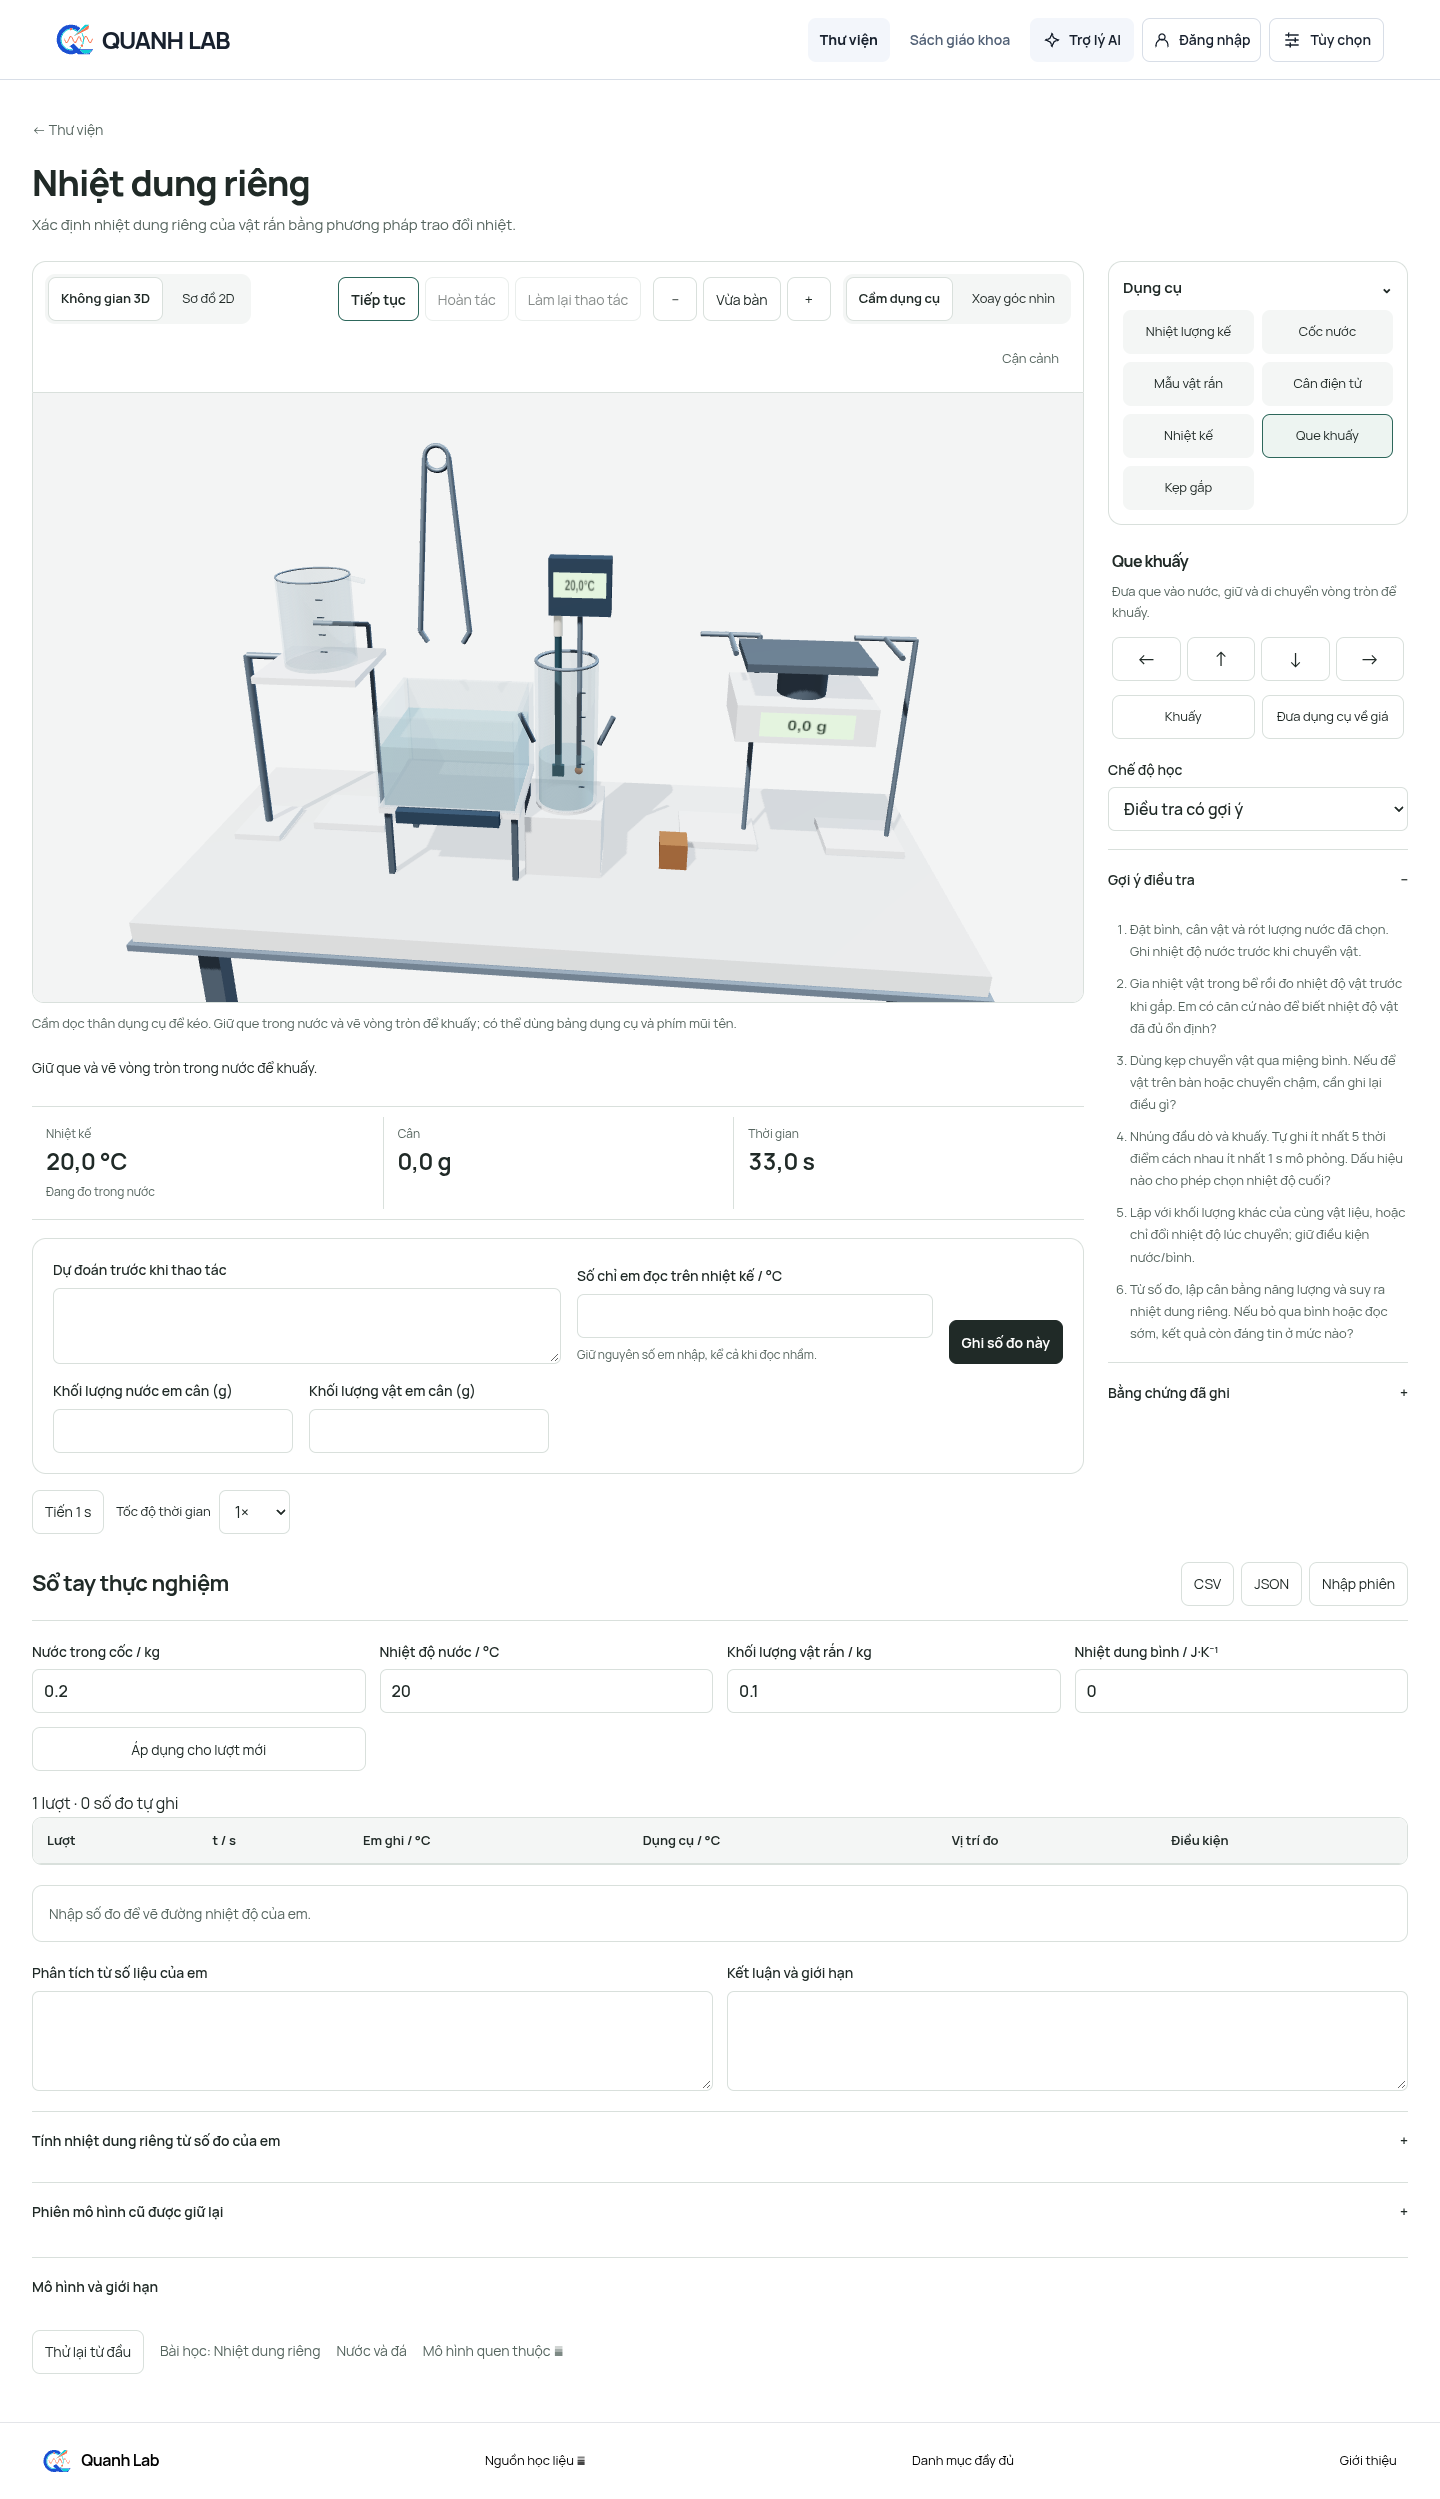 QUANH LAB
Thư viện
Sách giáo khoa
Trợ lý AI
Đăng nhập
Tùy chọn
← Thư viện
Nhiệt dung riêng
Xác định nhiệt dung riêng của vật rắn bằng phương pháp trao đổi nhiệt.
Không gian 3D
Sơ đồ 2D
Tiếp tục
Hoàn tác
Làm lại thao tác
−
Vừa bàn
+
Cầm dụng cụ
Xoay góc nhìn
Cận cảnh
20,0°C
0,0 g
Cầm dọc thân dụng cụ để kéo. Giữ que trong nước và vẽ vòng tròn để khuấy; có thể dùng bảng dụng cụ và phím mũi tên.
Giữ que và vẽ vòng tròn trong nước để khuấy.
Nhiệt kế
20,0 °C
Đang đo trong nước
Cân
0,0 g
Thời gian
33,0 s
Dự đoán trước khi thao tác
Số chỉ em đọc trên nhiệt kế / °C
Giữ nguyên số em nhập, kể cả khi đọc nhầm.
Ghi số đo này
Khối lượng nước em cân (g)
Khối lượng vật em cân (g)
Tiến 1 s
Tốc độ thời gian
1×
Dụng cụ
Nhiệt lượng kế
Cốc nước
Mẫu vật rắn
Cân điện tử
Nhiệt kế
Que khuấy
Kẹp gắp
Que khuấy
Đưa que vào nước, giữ và di chuyển vòng tròn để
khuấy.
← ↑ ↓ →
Khuấy
Đưa dụng cụ về giá
Chế độ học
Điều tra có gợi ý
Gợi ý điều tra
−
1. Đặt bình, cân vật và rót lượng nước đã chọn.
Ghi nhiệt độ nước trước khi chuyển vật.
2. Gia nhiệt vật trong bể rồi đo nhiệt độ vật trước
khi gắp. Em có căn cứ nào để biết nhiệt độ vật
đã đủ ổn định?
3. Dùng kẹp chuyển vật qua miệng bình. Nếu để
vật trên bàn hoặc chuyển chậm, cần ghi lại
điều gì?
4. Nhúng đầu dò và khuấy. Tự ghi ít nhất 5 thời
điểm cách nhau ít nhất 1 s mô phỏng. Dấu hiệu
nào cho phép chọn nhiệt độ cuối?
5. Lặp với khối lượng khác của cùng vật liệu, hoặc
chỉ đổi nhiệt độ lúc chuyển; giữ điều kiện
nước/bình.
6. Từ số đo, lập cân bằng năng lượng và suy ra
nhiệt dung riêng. Nếu bỏ qua bình hoặc đọc
sớm, kết quả còn đáng tin ở mức nào?
Bằng chứng đã ghi
+
Sổ tay thực nghiệm
CSV
JSON
Nhập phiên
Nước trong cốc / kg
Nhiệt độ nước / °C
Khối lượng vật rắn / kg
Nhiệt dung bình / J·K⁻¹
0.2
20
0.1
0
Áp dụng cho lượt mới
1 lượt · 0 số đo tự ghi
Lượt
t / s
Em ghi / °C
Dụng cụ / °C
Vị trí đo
Điều kiện
Nhập số đo để vẽ đường nhiệt độ của em.
Phân tích từ số liệu của em
Kết luận và giới hạn
Tính nhiệt dung riêng từ số đo của em
+
Phiên mô hình cũ được giữ lại
+
Mô hình và giới hạn
Thử lại từ đầu
Bài học: Nhiệt dung riêng
Nước và đá
Mô hình quen thuộc
Quanh Lab
Nguồn học liệu
Danh mục đầy đủ
Giới thiệu